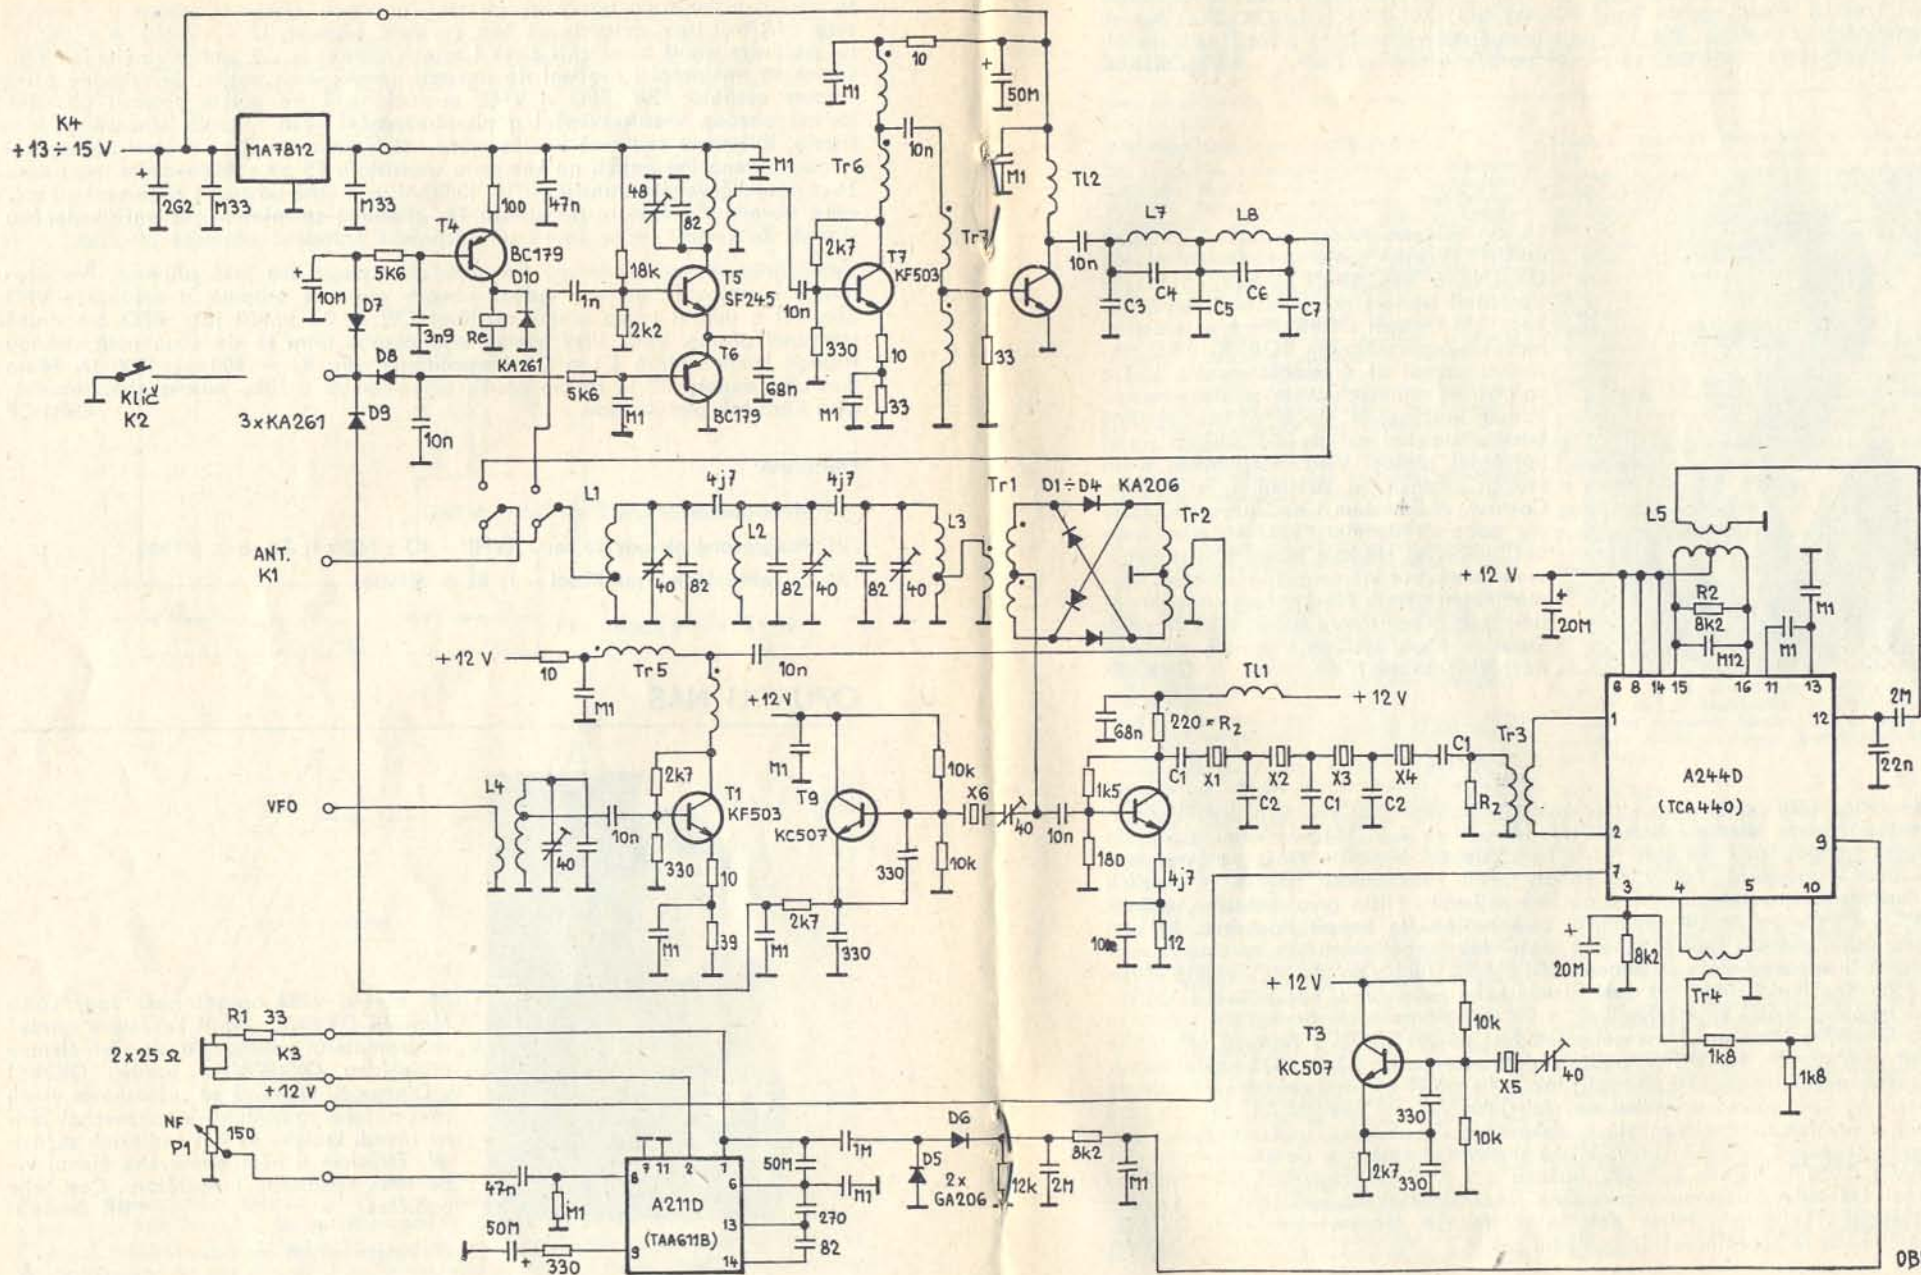 K4
+13÷15 V
MA7812
2G2
M33
M33
100
47n
T4
BC179
D10
5K6
10M
D7
3n9
Re
KA261
D8
Klíč
K2
3xKA261
D9
10n
5k6
M1
1n
18k
2k2
48
82
T5
SF245
T6
BC179
68n
M1
10n
M1
10
50M
Tr6
10n
M1
Tl2
2k7
T7
KF503
330
10
M1
33
Tr7
33
10n
L7
L8
C3
C4
C5
C6
C7
ANT.
K1
L1
4j7
4j7
L2
L3
40
82
82
40
82
40
Tr1
D1÷D4 KA206
Tr2
+12 V
10
M1
Tr5
10n
VFO
L4
40
10n
2k7
330
T1
KF503
10
M1
39
+12V
M1
T9
KC507
10k
10k
330
2k7
M1
330
X6
40
10n
68n
220 = R2
Tl1
+12 V
1k5
180
4j7
12
C1
X1
X2
X3
X4
C1
C2
C1
C2
R2
Tr3
+12 V
20M
L5
R2
8k2
M12
M1
M1
6 8 14 15 16 11 13
1
2
7
12
9
3 4 5 10
A244D
(TCA440)
2M
22n
20M
8k2
Tr4
1k8
1k8
+12 V
T3
KC507
10k
10k
X5
40
330
330
2k7
R1 33
K3
2x25 Ω
+12 V
NF
P1
150
47n
M1
50M
330
7 11 2 1
8
6
13
9
14
A211D
(TAA611B)
50M
M1
270
82
1M
D5
D6
2x
GA206
12k
2M
8k2
M1